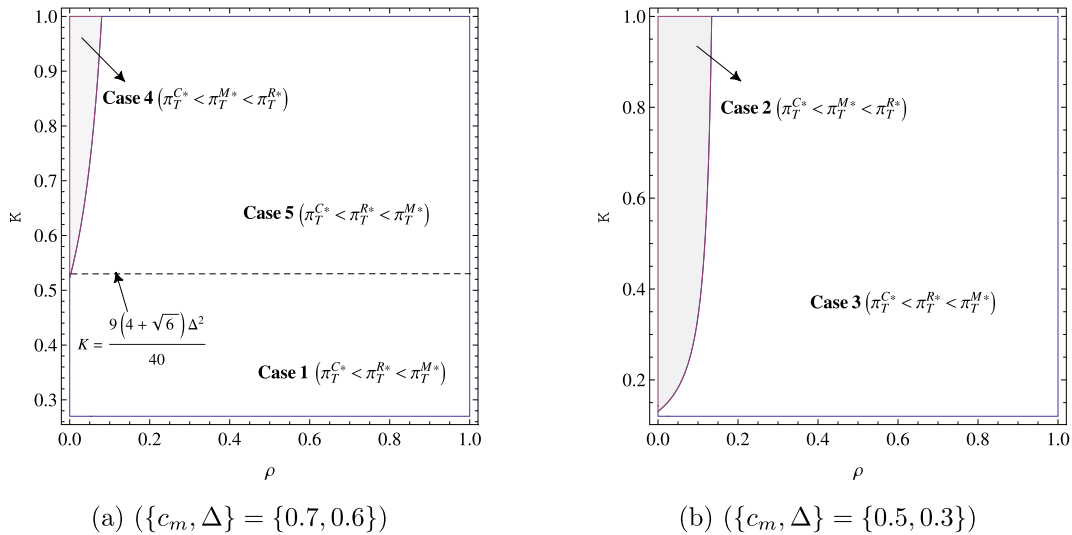 1.0
0.9
0.8
0.7
0.6
0.5
0.4
0.3
K
0.0 0.2 0.4 0.6 0.8 1.0
ρ
Case 4 (π_T^{C*} < π_T^{M*} < π_T^{R*})
Case 5 (π_T^{C*} < π_T^{R*} < π_T^{M*})
K = 9(4 + √6)Δ² / 40
Case 1 (π_T^{C*} < π_T^{R*} < π_T^{M*})
(a) ({c_m, Δ} = {0.7, 0.6})
1.0
0.8
0.6
0.4
0.2
K
0.0 0.2 0.4 0.6 0.8 1.0
ρ
Case 2 (π_T^{C*} < π_T^{M*} < π_T^{R*})
Case 3 (π_T^{C*} < π_T^{R*} < π_T^{M*})
(b) ({c_m, Δ} = {0.5, 0.3})